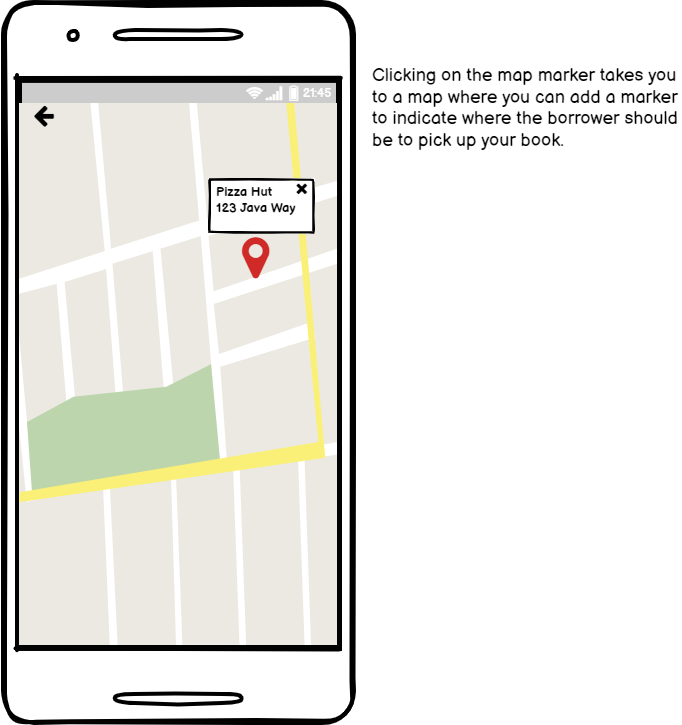 21:45
Clicking on the map marker takes you
to a map where you can add a marker
to indicate where the borrower should
be to pick up your book.
Pizza Hut
123 Java Way